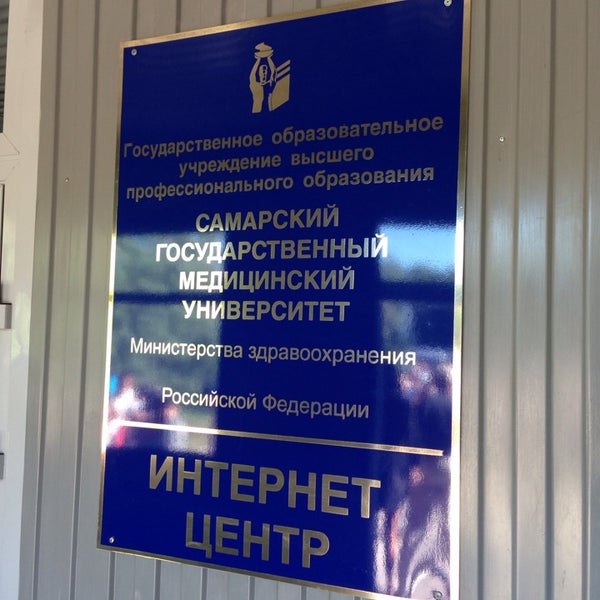 Государственное образовательное
учреждение высшего
профессионального образования
САМАРСКИЙ
ГОСУДАРСТВЕННЫЙ
МЕДИЦИНСКИЙ
УНИВЕРСИТЕТ
Министерства здравоохранения
Российской Федерации
ИНТЕРНЕТ
ЦЕНТР